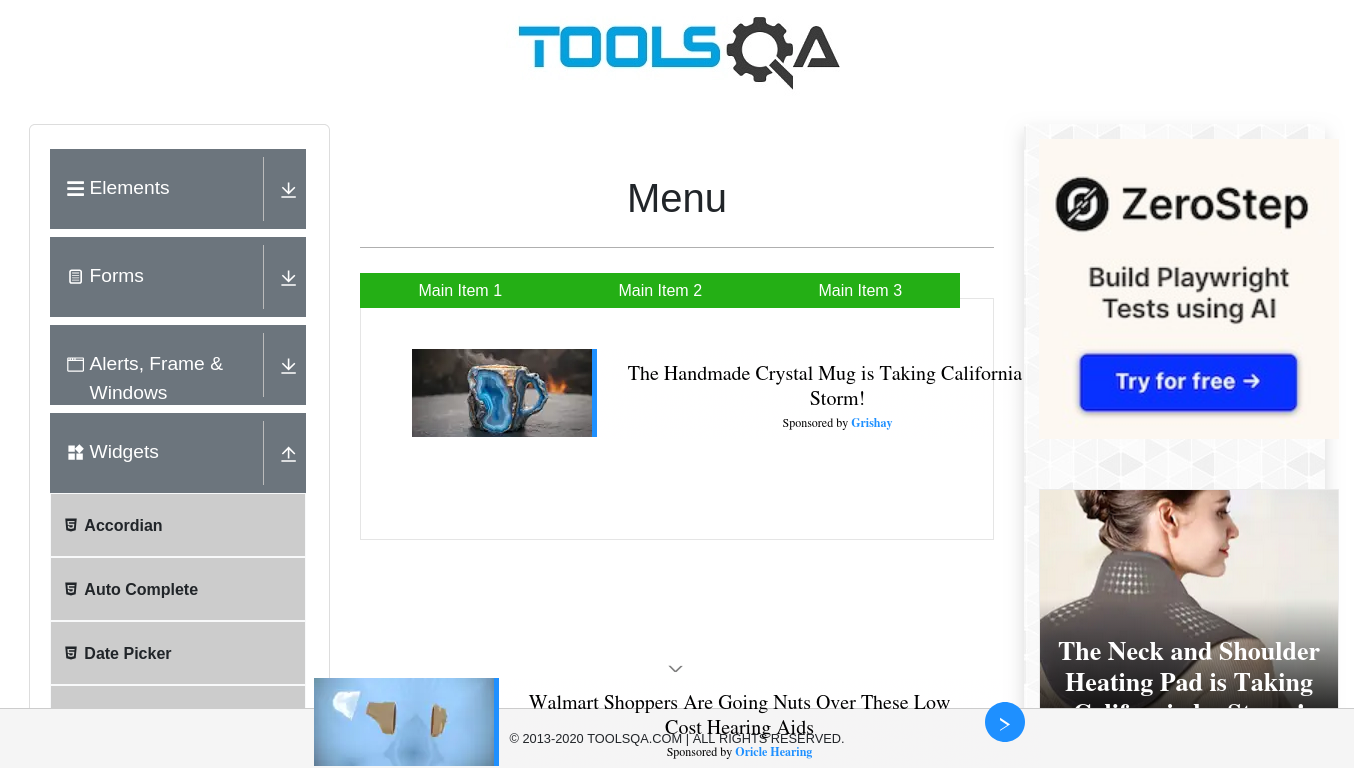 TOOLSQA
Elements
Forms
Alerts, Frame &
Windows
Widgets
Accordian
Auto Complete
Date Picker
Menu
Main Item 1
Main Item 2
Main Item 3
The Handmade Crystal Mug is Taking California
Storm!
Sponsored by Grishay
ZeroStep
Build Playwright
Tests using AI
Try for free →
The Neck and Shoulder
Heating Pad is Taking
Walmart Shoppers Are Going Nuts Over These Low
Cost Hearing Aids
© 2013-2020 TOOLSQA.COM | ALL RIGHTS RESERVED.
Sponsored by Oricle Hearing